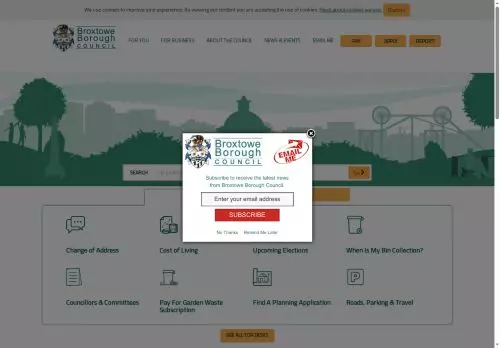 We use cookies to improve your experience. By viewing our content you are accepting the use of cookies. Read about cookies we use.
Broxtowe
Borough
COUNCIL
FOR YOU
FOR BUSINESS
ABOUT THE COUNCIL
NEWS & EVENTS
EMAIL ME
PAY
APPLY
REPORT
SEARCH
Go
Broxtowe
Borough
COUNCIL
EMAIL
ME
Subscribe to receive the latest news
from Broxtowe Borough Council
Enter your email address
SUBSCRIBE
No Thanks
Remind Me Later
Change of Address
Cost of Living
Upcoming Elections
When Is My Bin Collection?
Councillors & Committees
Pay For Garden Waste
Subscription
Find A Planning Application
Roads, Parking & Travel
SEE ALL TOP TASKS